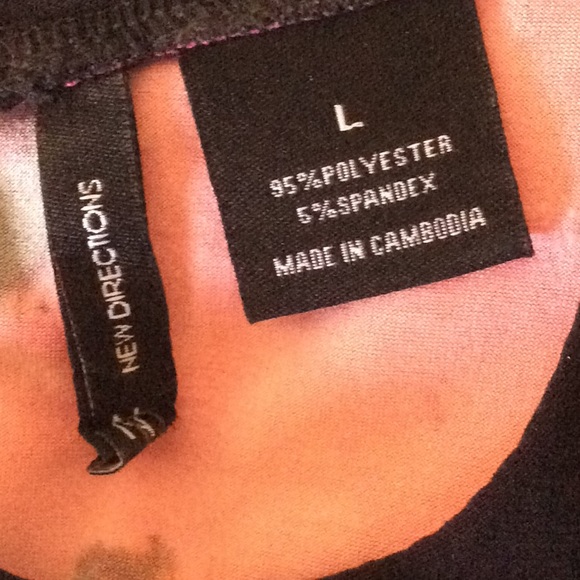 NEW DIRECTIONS
L
95%POLYESTER
5%SPANDEX
MADE IN CAMBODIA